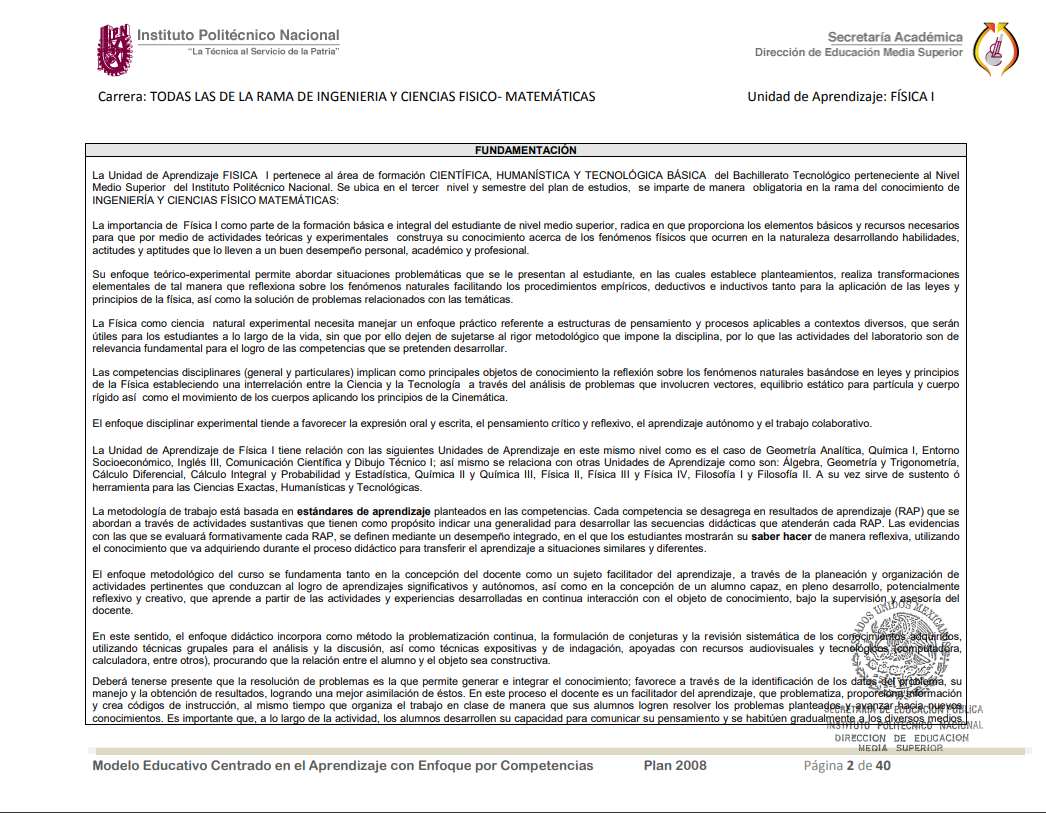 Instituto Politécnico Nacional
"La Técnica al Servicio de la Patria"
Secretaría Académica
Dirección de Educación Media Superior
Carrera: TODAS LAS DE LA RAMA DE INGENIERIA Y CIENCIAS FISICO- MATEMÁTICAS
Unidad de Aprendizaje: FÍSICA I
FUNDAMENTACIÓN
La Unidad de Aprendizaje FISICA I pertenece al área de formación CIENTÍFICA, HUMANÍSTICA Y TECNOLÓGICA BÁSICA del Bachillerato Tecnológico perteneciente al Nivel
Medio Superior del Instituto Politécnico Nacional. Se ubica en el tercer nivel y semestre del plan de estudios, se imparte de manera obligatoria en la rama del conocimiento de
INGENIERÍA Y CIENCIAS FÍSICO MATEMÁTICAS:
La importancia de Física I como parte de la formación básica e integral del estudiante de nivel medio superior, radica en que proporciona los elementos básicos y recursos necesarios
para que por medio de actividades teóricas y experimentales construya su conocimiento acerca de los fenómenos físicos que ocurren en la naturaleza desarrollando habilidades,
actitudes y aptitudes que lo lleven a un buen desempeño personal, académico y profesional.
Su enfoque teórico-experimental permite abordar situaciones problemáticas que se le presentan al estudiante, en las cuales establece planteamientos, realiza transformaciones
elementales de tal manera que reflexiona sobre los fenómenos naturales facilitando los procedimientos empíricos, deductivos e inductivos tanto para la aplicación de las leyes y
principios de la física, así como la solución de problemas relacionados con las temáticas.
La Física como ciencia natural experimental necesita manejar un enfoque práctico referente a estructuras de pensamiento y procesos aplicables a contextos diversos, que serán
útiles para los estudiantes a lo largo de la vida, sin que por ello dejen de sujetarse al rigor metodológico que impone la disciplina, por lo que las actividades del laboratorio son de
relevancia fundamental para el logro de las competencias que se pretenden desarrollar.
Las competencias disciplinares (general y particulares) implican como principales objetos de conocimiento la reflexión sobre los fenómenos naturales basándose en leyes y principios
de la Física estableciendo una interrelación entre la Ciencia y la Tecnología a través del análisis de problemas que involucren vectores, equilibrio estático para partícula y cuerpo
rígido así como el movimiento de los cuerpos aplicando los principios de la Cinemática.
El enfoque disciplinar experimental tiende a favorecer la expresión oral y escrita, el pensamiento crítico y reflexivo, el aprendizaje autónomo y el trabajo colaborativo.
La Unidad de Aprendizaje de Física I tiene relación con las siguientes Unidades de Aprendizaje en este mismo nivel como es el caso de Geometría Analítica, Química I, Entorno
Socioeconómico, Inglés III, Comunicación Científica y Dibujo Técnico I; así mismo se relaciona con otras Unidades de Aprendizaje como son: Álgebra, Geometría y Trigonometría,
Cálculo Diferencial, Cálculo Integral y Probabilidad y Estadística, Química II y Química III, Física II, Física III y Física IV, Filosofía I y Filosofía II. A su vez sirve de sustento ó
herramienta para las Ciencias Exactas, Humanísticas y Tecnológicas.
La metodología de trabajo está basada en estándares de aprendizaje planteados en las competencias. Cada competencia se desagrega en resultados de aprendizaje (RAP) que se
abordan a través de actividades sustantivas que tienen como propósito indicar una generalidad para desarrollar las secuencias didácticas que atenderán cada RAP. Las evidencias
con las que se evaluará formativamente cada RAP, se definen mediante un desempeño integrado, en el que los estudiantes mostrarán su saber hacer de manera reflexiva, utilizando
el conocimiento que va adquiriendo durante el proceso didáctico para transferir el aprendizaje a situaciones similares y diferentes.
El enfoque metodológico del curso se fundamenta tanto en la concepción del docente como un sujeto facilitador del aprendizaje, a través de la planeación y organización de
actividades pertinentes que conduzcan al logro de aprendizajes significativos y autónomos, así como en la concepción de un alumno capaz, en pleno desarrollo, potencialmente
reflexivo y creativo, que aprende a partir de las actividades y experiencias desarrolladas en continua interacción con el objeto de conocimiento, bajo la supervisión y asesoría del
docente.
En este sentido, el enfoque didáctico incorpora como método la problematización continua, la formulación de conjeturas y la revisión sistemática de los conocimientos adquiridos,
utilizando técnicas grupales para el análisis y la discusión, así como técnicas expositivas y de indagación, apoyadas con recursos audiovisuales y tecnológicos (computadora,
calculadora, entre otros), procurando que la relación entre el alumno y el objeto sea constructiva.
Deberá tenerse presente que la resolución de problemas es la que permite generar e integrar el conocimiento; favorece a través de la identificación de los datos del problema, su
manejo y la obtención de resultados, logrando una mejor asimilación de éstos. En este proceso el docente es un facilitador del aprendizaje, que problematiza, proporciona información
y crea códigos de instrucción, al mismo tiempo que organiza el trabajo en clase de manera que sus alumnos logren resolver los problemas planteados y avanzar hacia nuevos
conocimientos. Es importante que, a lo largo de la actividad, los alumnos desarrollen su capacidad para comunicar su pensamiento y se habitúen gradualmente a los diversos medios
ESTADOS UNIDOS MEXICANOS
SECRETARIA DE EDUCACION PUBLICA
INSTITUTO POLITECNICO NACIONAL
DIRECCION DE EDUCACION
MEDIA SUPERIOR
Modelo Educativo Centrado en el Aprendizaje con Enfoque por Competencias
Plan 2008
Página 2 de 40